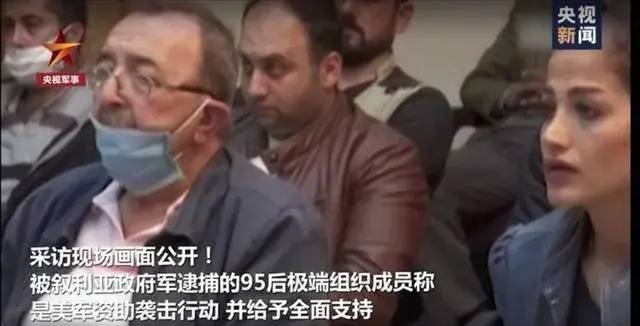 央视军事
央视
新闻
采访现场画面公开！
被叙利亚政府军逮捕的95后极端组织成员称
是美军资助袭击行动 并给予全面支持